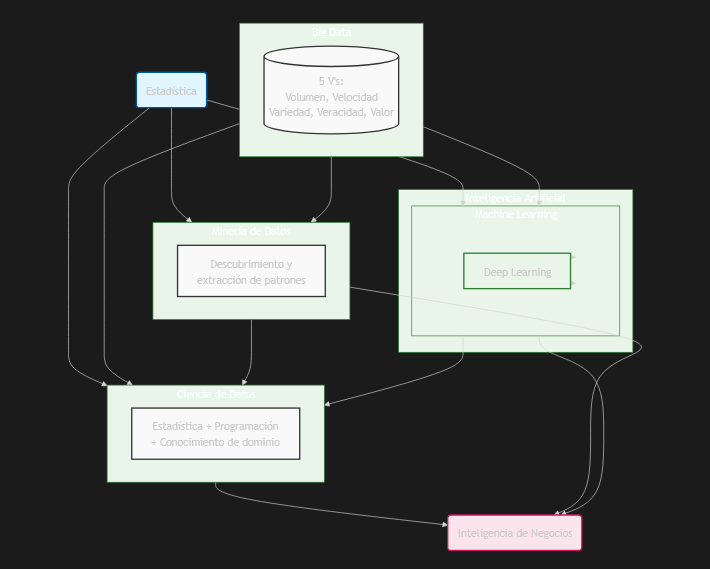 Big Data
5 V's:
Volumen, Velocidad
Variedad, Veracidad, Valor
Estadística
Inteligencia Artificial
Machine Learning
Deep Learning
Minería de Datos
Descubrimiento y
extracción de patrones
Ciencia de Datos
Estadística + Programación
+ Conocimiento de dominio
Inteligencia de Negocios